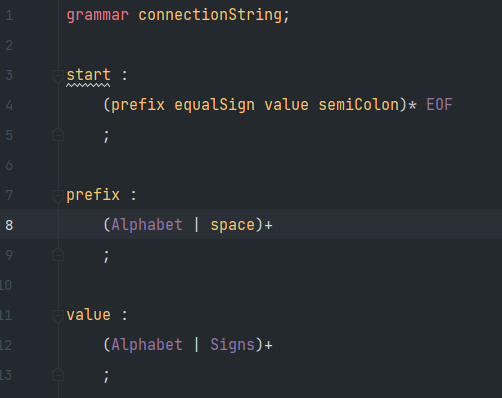 1 grammar connectionString;
2
3 start :
4 (prefix equalSign value semiColon)* EOF
5 ;
6
7 prefix :
8 (Alphabet | space)+
9 ;
10
11 value :
12 (Alphabet | Signs)+
13 ;